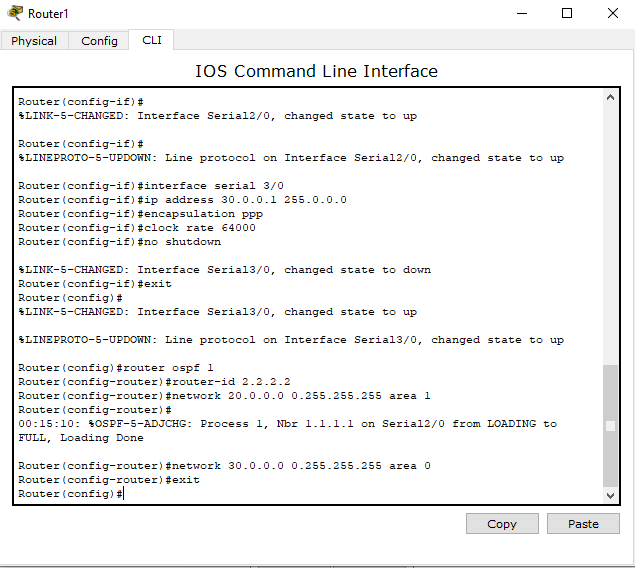 Router1
Physical Config CLI
IOS Command Line Interface
Router(config-if)#
%LINK-5-CHANGED: Interface Serial2/0, changed state to up
Router(config-if)#
%LINEPROTO-5-UPDOWN: Line protocol on Interface Serial2/0, changed state to up
Router(config-if)#interface serial 3/0
Router(config-if)#ip address 30.0.0.1 255.0.0.0
Router(config-if)#encapsulation ppp
Router(config-if)#clock rate 64000
Router(config-if)#no shutdown
%LINK-5-CHANGED: Interface Serial3/0, changed state to down
Router(config-if)#exit
Router(config)#
%LINK-5-CHANGED: Interface Serial3/0, changed state to up
%LINEPROTO-5-UPDOWN: Line protocol on Interface Serial3/0, changed state to up
Router(config)#router ospf 1
Router(config-router)#router-id 2.2.2.2
Router(config-router)#network 20.0.0.0 0.255.255.255 area 1
Router(config-router)#
00:15:10: %OSPF-5-ADJCHG: Process 1, Nbr 1.1.1.1 on Serial2/0 from LOADING to
FULL, Loading Done
Router(config-router)#network 30.0.0.0 0.255.255.255 area 0
Router(config-router)#exit
Router(config)#
Copy Paste